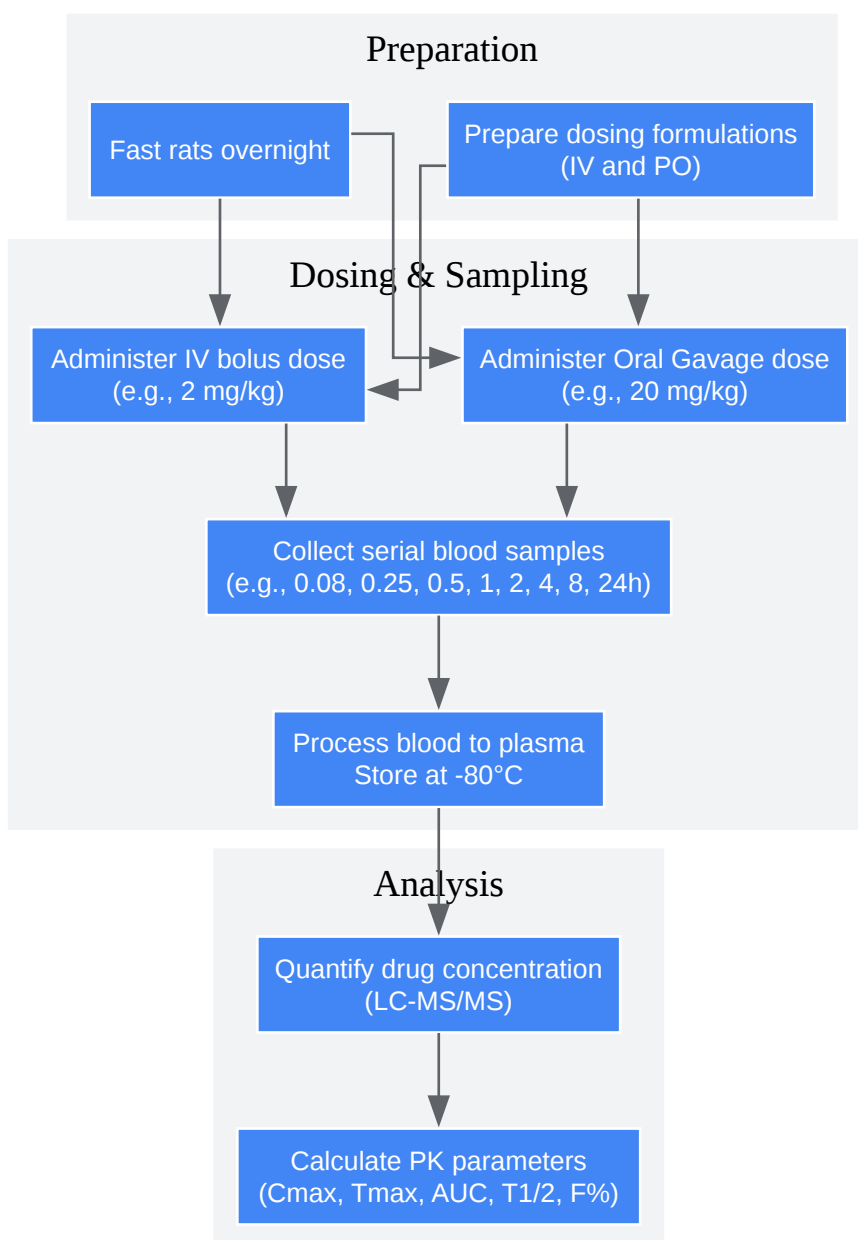 Preparation
Fast rats overnight
Prepare dosing formulations
(IV and PO)
Dosing & Sampling
Administer IV bolus dose
(e.g., 2 mg/kg)
Administer Oral Gavage dose
(e.g., 20 mg/kg)
Collect serial blood samples
(e.g., 0.08, 0.25, 0.5, 1, 2, 4, 8, 24h)
Process blood to plasma
Store at -80°C
Analysis
Quantify drug concentration
(LC-MS/MS)
Calculate PK parameters
(Cmax, Tmax, AUC, T1/2, F%)